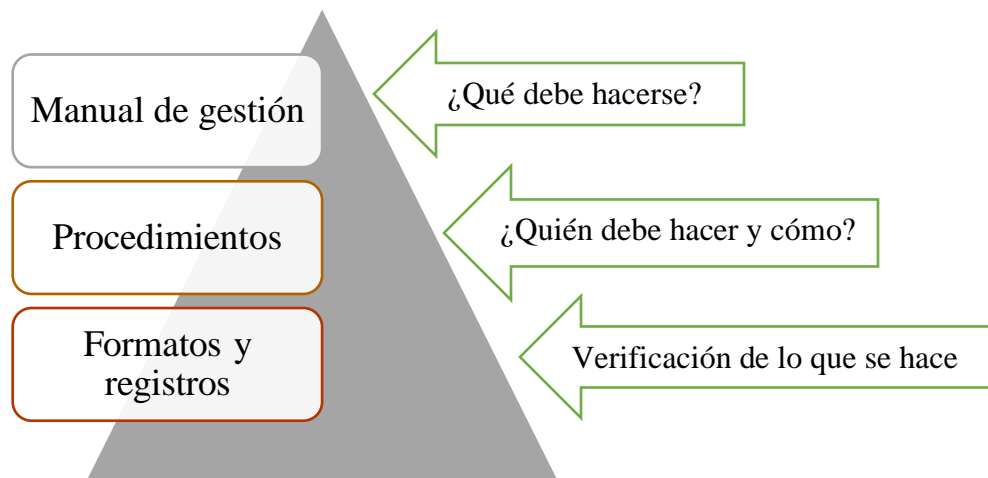 Manual de gestión
¿Qué debe hacerse?
Procedimientos
¿Quién debe hacer y cómo?
Formatos y
registros
Verificación de lo que se hace